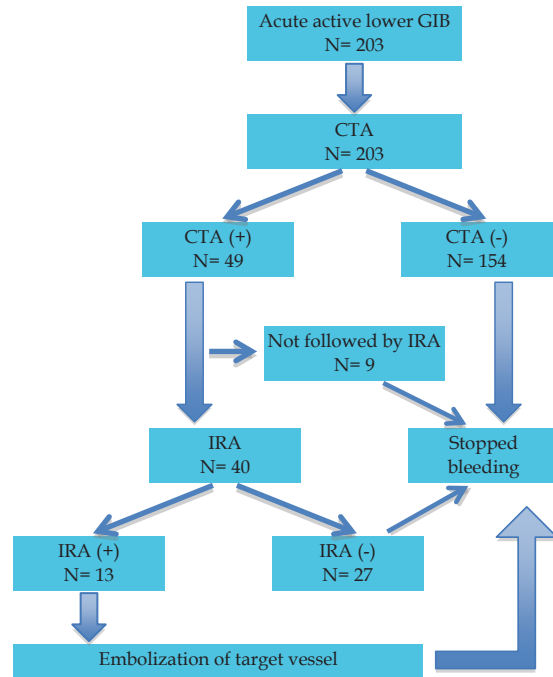 Acute active lower GIB
N= 203
CTA
N= 203
CTA (+)
N= 49
CTA (-)
N= 154
Not followed by IRA
N= 9
IRA
N= 40
Stopped
bleeding
IRA (+)
N= 13
IRA (-)
N= 27
Embolization of target vessel